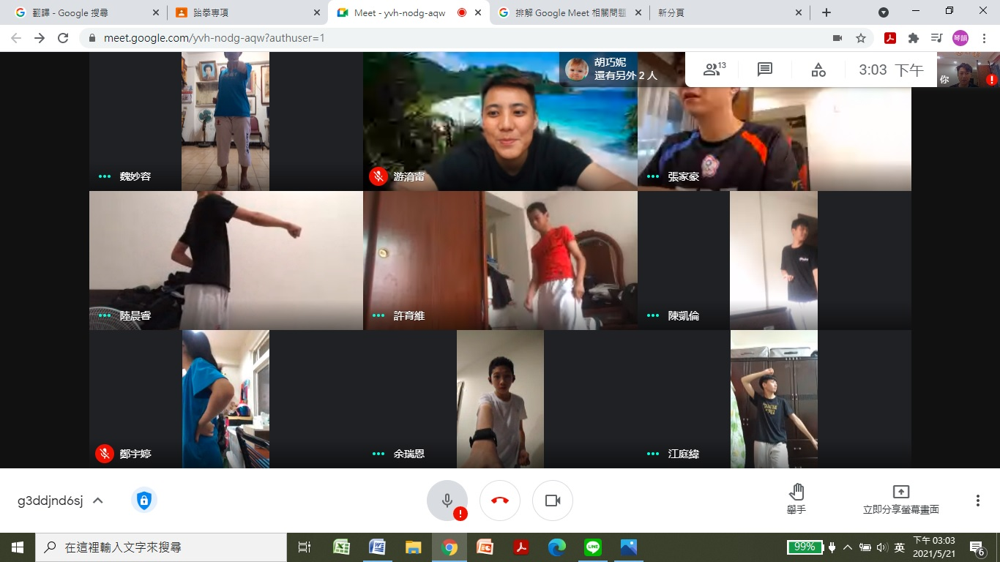 翻譯 - Google 搜尋
跆拳專項
Meet - yvh-nodg-aqw
排解 Google Meet 相關問題
新分頁
meet.google.com/yvh-nodg-aqw?authuser=1
琴韻
胡巧妮
還有另外 2 人
13
3:03 下午
你
魏妙容
游淯甯
張家豪
陸晨睿
許育維
陳凱倫
鄭宇婷
余瑞恩
江庭緯
g3ddjnd6sj
舉手
立即分享螢幕畫面
在這裡輸入文字來搜尋
99%
英
下午 03:03
2021/5/21
6